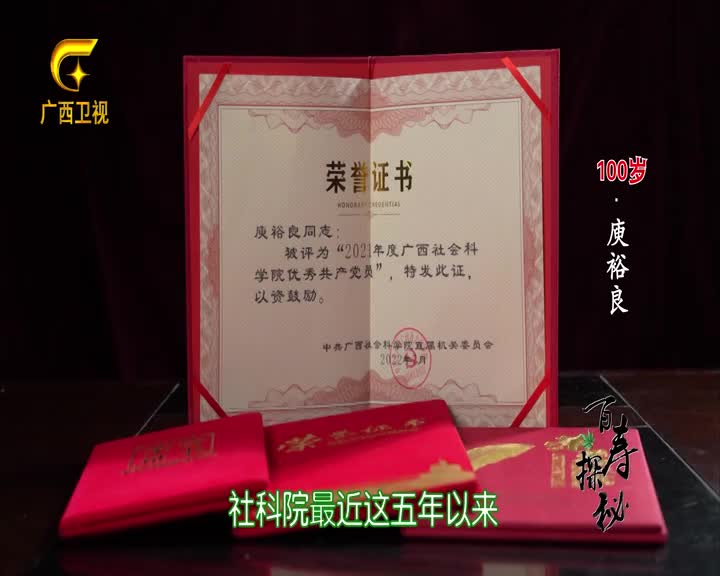 广西卫视
荣誉证书
HONORARY CREDENTIAL
庾裕良同志：
被评为“2021年度广西社会科
学院优秀共产党员”，特发此证，
以资鼓励。
中共广西社会科学院直属机关委员会
2022年 月
荣誉证书
100岁
·庾裕良
百寿探秘
社科院最近这五年以来